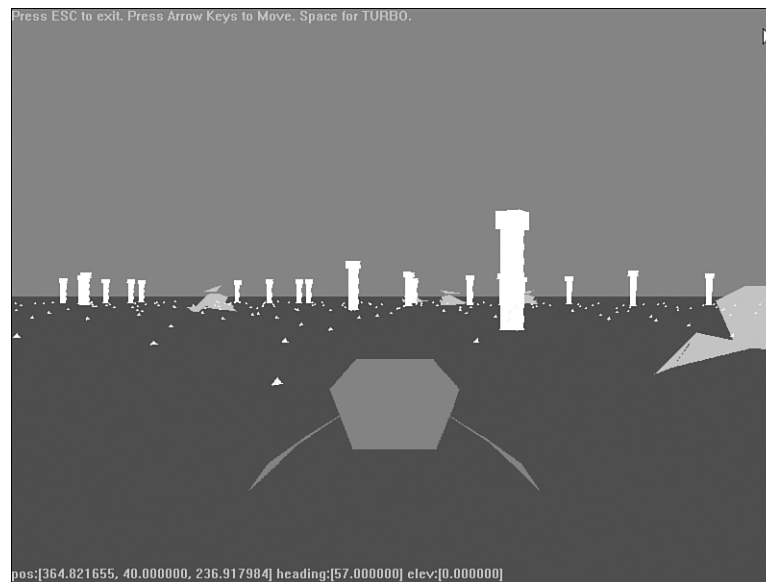 Press ESC to exit. Press Arrow Keys to Move. Space for TURBO.
pos:[364.821655, 40.000000, 236.917984] heading:[57.000000] elev:[0.000000]